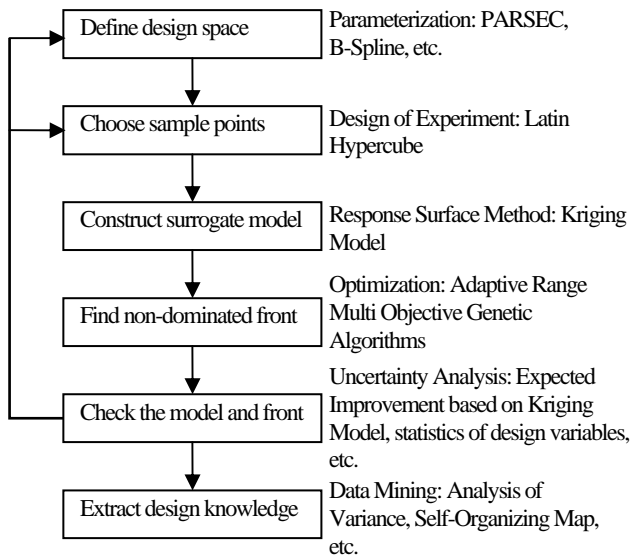 Define design space
Parameterization: PARSEC,
B-Spline, etc.
Choose sample points
Design of Experiment: Latin
Hypercube
Construct surrogate model
Response Surface Method: Kriging
Model
Find non-dominated front
Optimization: Adaptive Range
Multi Objective Genetic
Algorithms
Check the model and front
Uncertainty Analysis: Expected
Improvement based on Kriging
Model, statistics of design variables,
etc.
Extract design knowledge
Data Mining: Analysis of
Variance, Self-Organizing Map,
etc.